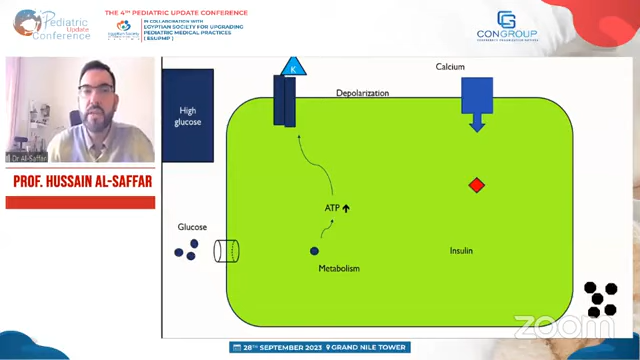 Pediatric
Update
Conference
THE 4TH PEDIATRIC UPDATE CONFERENCE
IN COLLABORATION WITH
EGYPTIAN SOCIETY FOR UPGRADING
PEDIATRIC MEDICAL PRACTICES
( ESUPMP )
CONGROUP
Dr Al-Saffar
PROF. HUSSAIN AL-SAFFAR
High
glucose
K
Depolarization
Calcium
ATP
Glucose
Metabolism
Insulin
zoom
28TH SEPTEMBER 2023 GRAND NILE TOWER